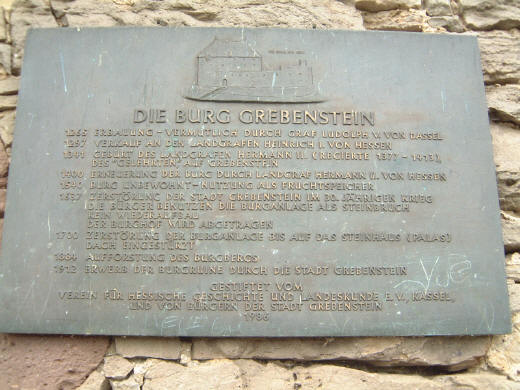 DIE BURG GREBENSTEIN
1265 ERBAUUNG - VERMUTLICH DURCH GRAF LUDOLPH V. VON DASSEL
1297 VERKAUF AN DEN LANDGRAFEN HEINRICH I. VON HESSEN
1341 GEBURT DES LANDGRAFEN HERMANN II. (REGIERTE 1377 - 1413),
DES "GELEHRTEN", AUF GREBENSTEIN
1400 ERNEUERUNG DER BURG DURCH LANDGRAF HERMANN II. VON HESSEN
1540 BURG UNBEWOHNT - NUTZUNG ALS FRUCHTSPEICHER
1637 ZERSTÖRUNG DER STADT GREBENSTEIN IM 30 JÄHRIGEN KRIEG
DIE BÜRGER BENUTZEN DIE BURGANLAGE ALS STEINBRUCH
KEIN WIEDERAUFBAU
DER BURGHOF WIRD ABGETRAGEN
1700 ZERSTÖRUNG DER BURGANLAGE BIS AUF DAS STEINHAUS (PALAS)
DACH EINGESTÜRZT
1884 AUFFORSTUNG DES BURGBERGS
1912 ERWERB DER BURGRUINE DURCH DIE STADT GREBENSTEIN
GESTIFTET VOM
VEREIN FÜR HESSISCHE GESCHICHTE UND LANDESKUNDE E.V., KASSEL,
UND VON BÜRGERN DER STADT GREBENSTEIN
1986